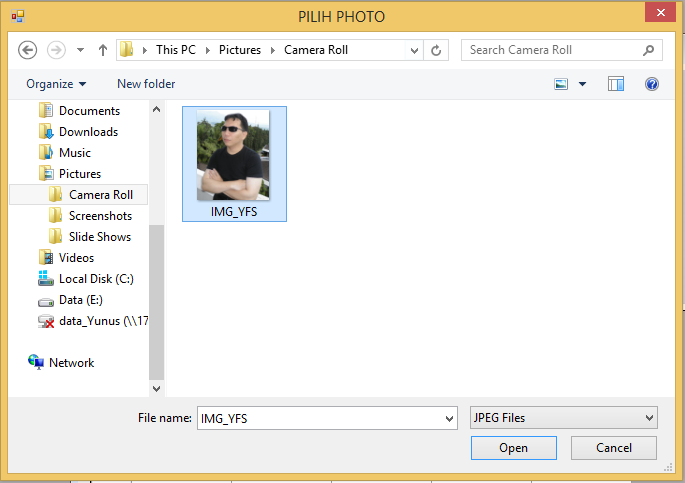 PILIH PHOTO
This PC Pictures Camera Roll
Search Camera Roll
Organize
New folder
Documents
Downloads
Music
Pictures
Camera Roll
Screenshots
Slide Shows
Videos
Local Disk (C:)
Data (E:)
data_Yunus (\\17
Network
IMG_YFS
File name: IMG_YFS
JPEG Files
Open
Cancel